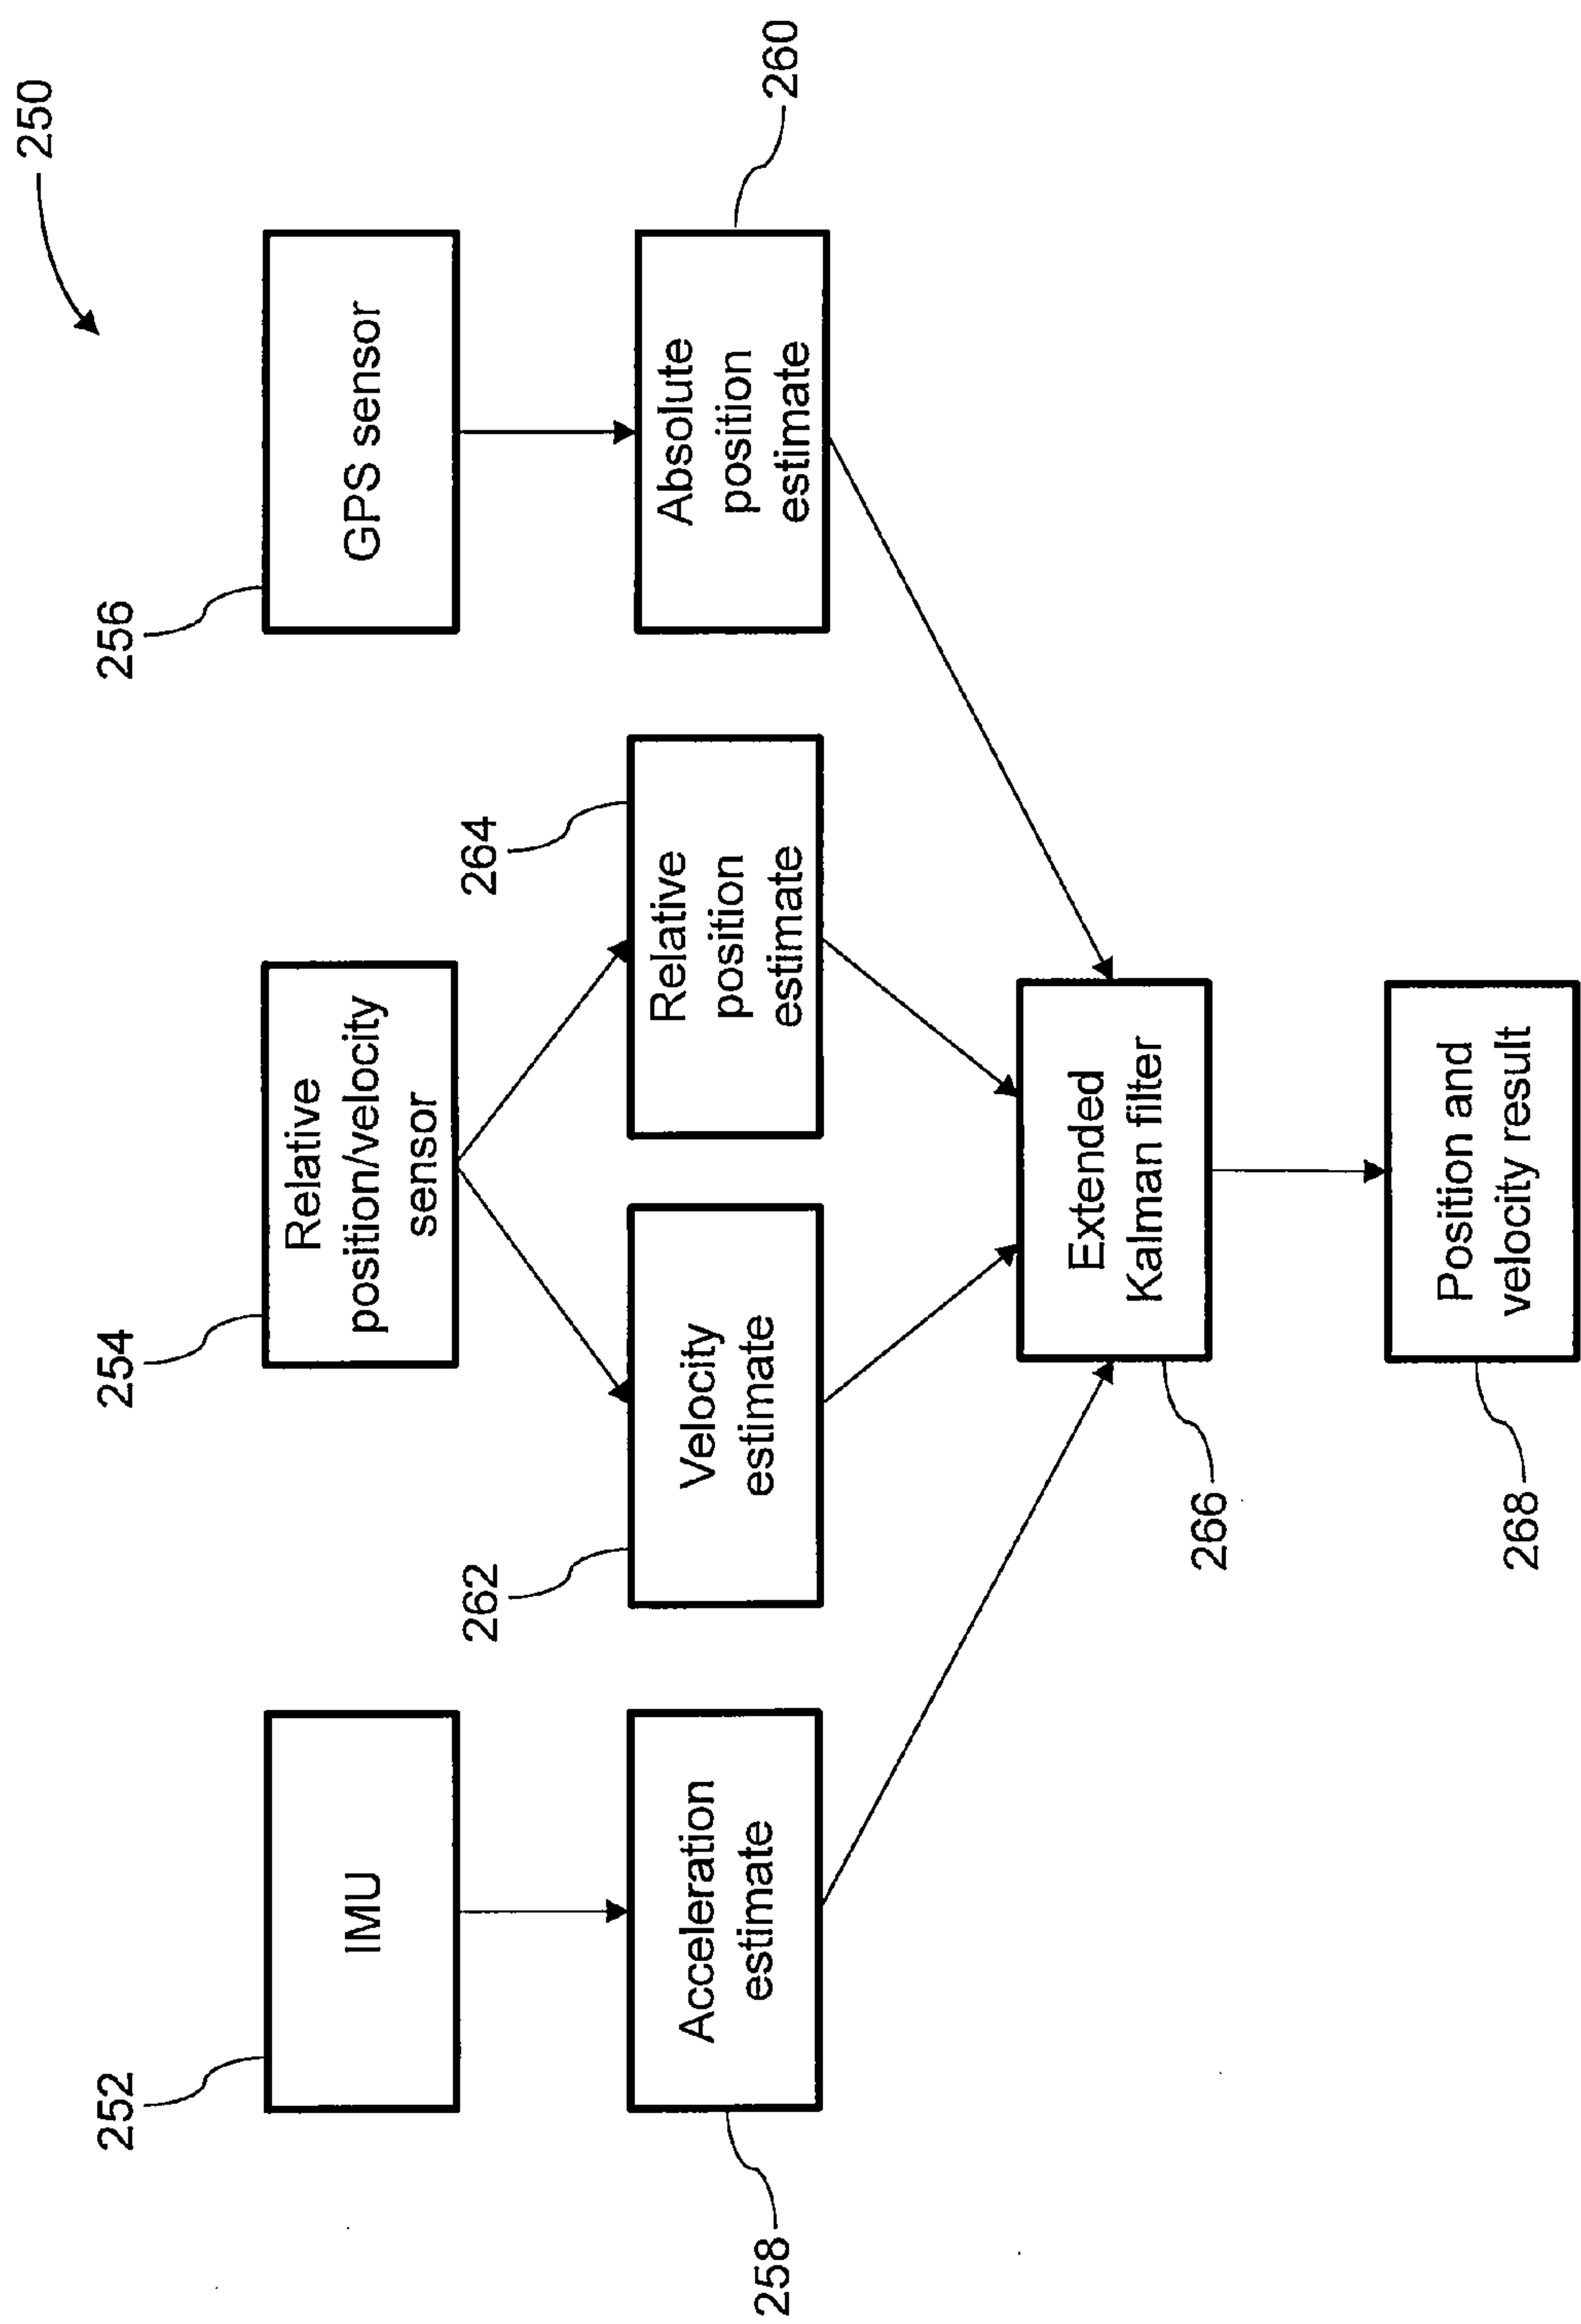 250
252
IMU
254
Relative
position/velocity
sensor
256
GPS sensor
258
Acceleration
estimate
262
Velocity
estimate
264
Relative
position
estimate
Absolute
position
estimate
260
Extended
Kalman filter
266
Position and
velocity result
268